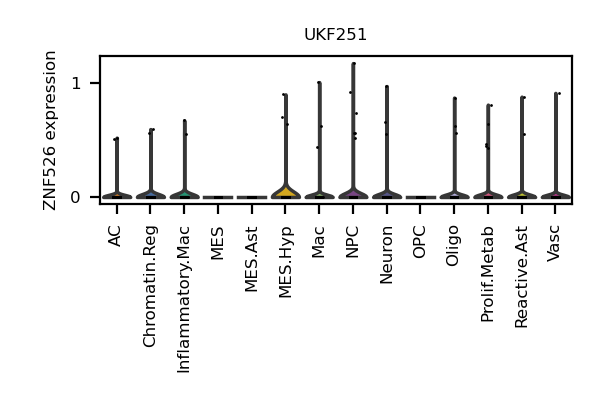 UKF251
ZNF526 expression
1
0
AC
Chromatin.Reg
Inflammatory.Mac
MES
MES.Ast
MES.Hyp
Mac
NPC
Neuron
OPC
Oligo
Prolif.Metab
Reactive.Ast
Vasc